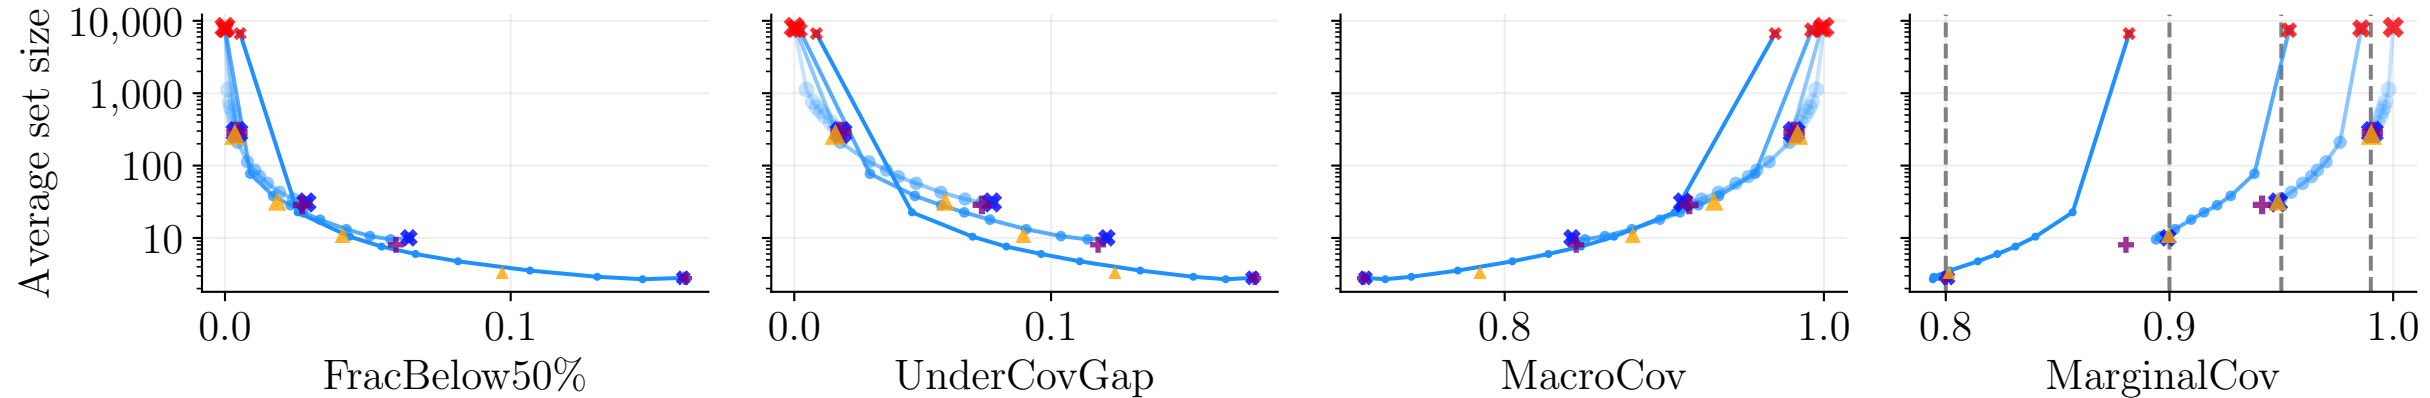 Average set size
10,000
1,000
100
10
0.0 0.1
FracBelow50%
0.0 0.1
UnderCovGap
0.8 1.0
MacroCov
0.8 0.9 1.0
MarginalCov